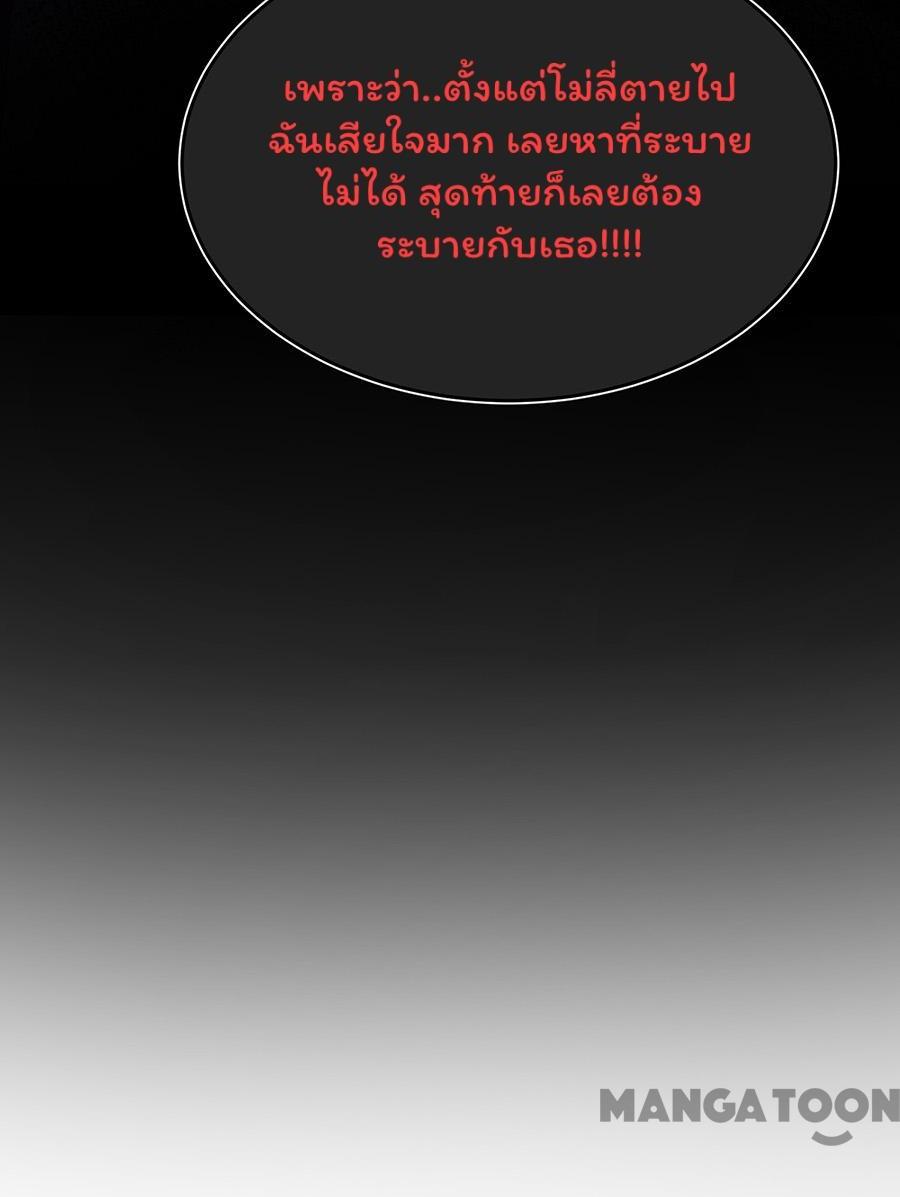 เพราะว่า..ตั้งแต่โม่ลี่ตายไป
ฉันเสียใจมาก เลยหาที่ระบาย
ไม่ได้ สุดท้ายก็เลยต้อง
ระบายกับเธอ!!!!
MANGATOON